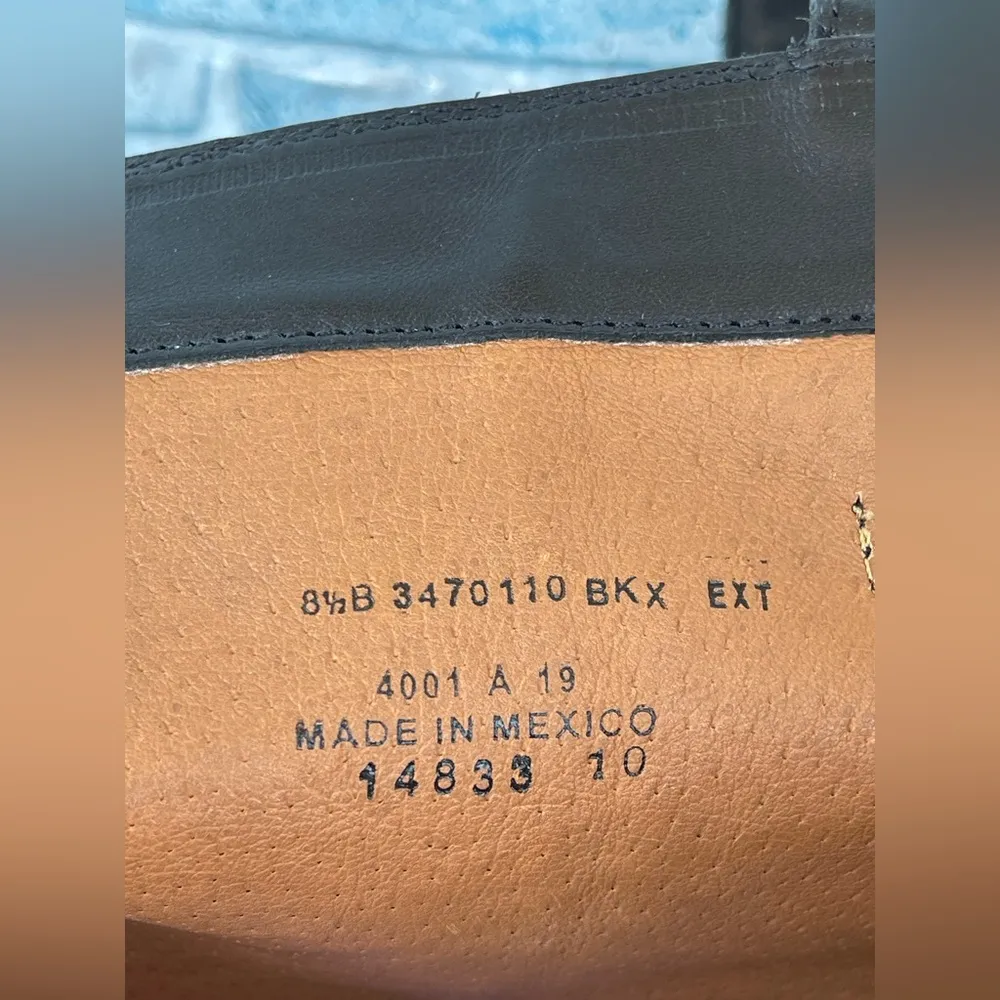 8½B 3470110 BKX EXT
4001 A 19
MADE IN MEXICO
14833 10